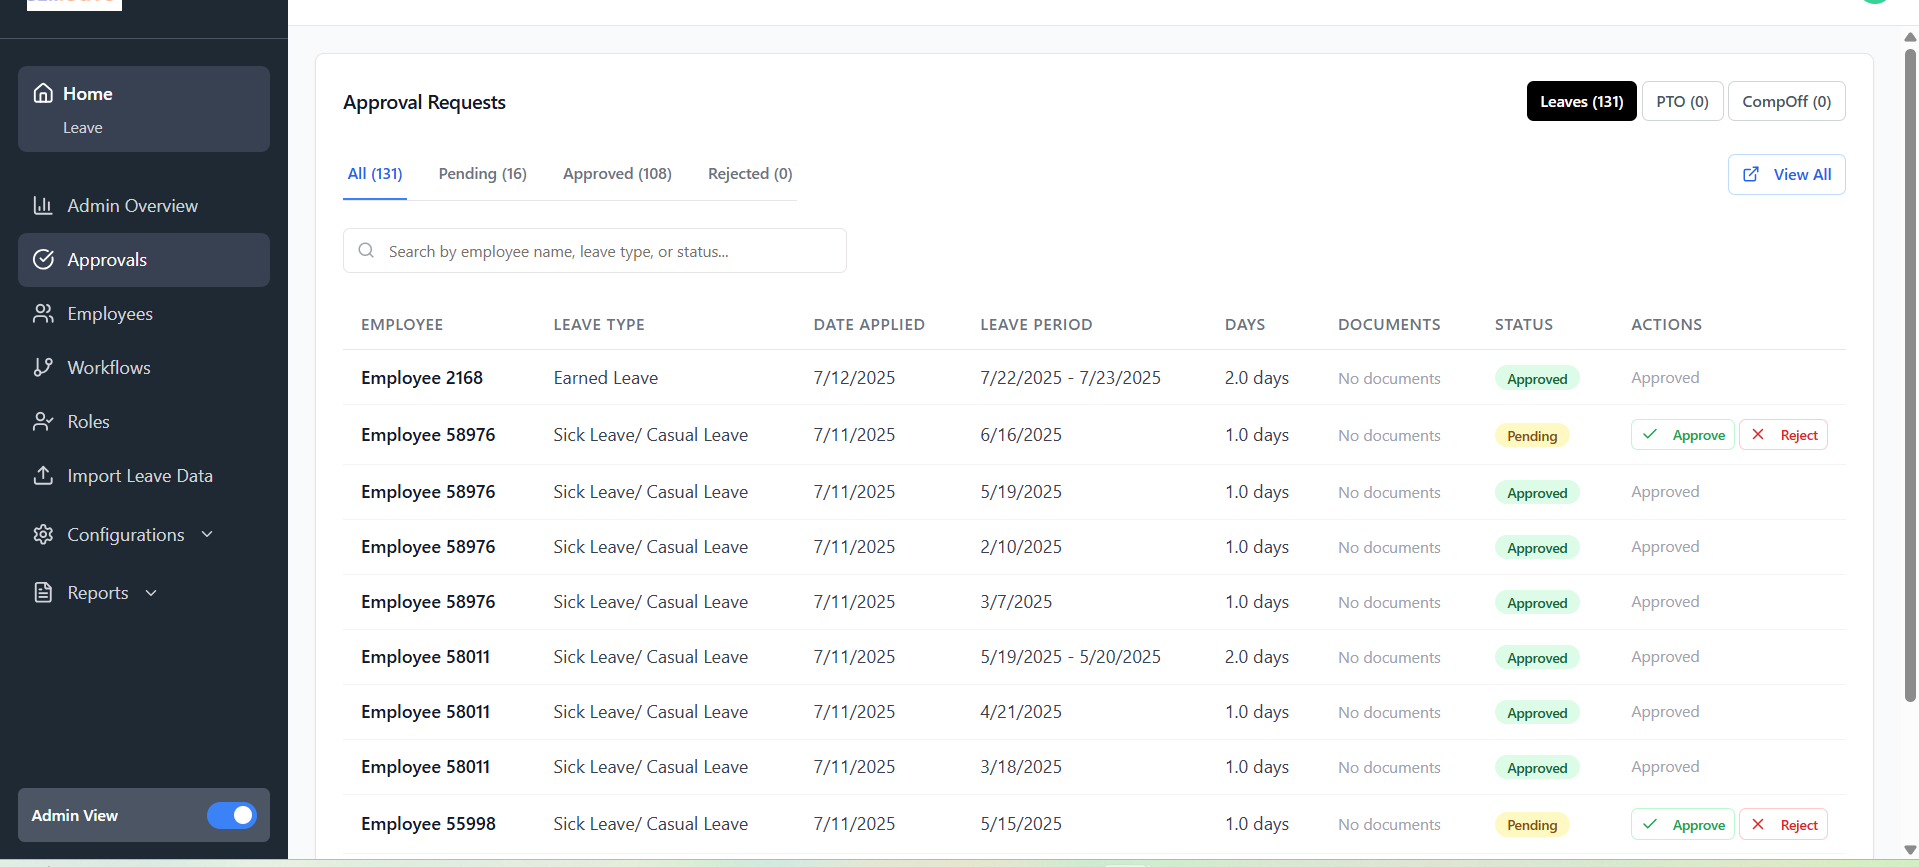 Home
Leave
Admin Overview
Approvals
Employees
Workflows
Roles
Import Leave Data
Configurations
Reports
Admin View
Approval Requests
Leaves (131) PTO (0) CompOff (0)
All (131) Pending (16) Approved (108) Rejected (0)
View All
Search by employee name, leave type, or status...
EMPLOYEE LEAVE TYPE DATE APPLIED LEAVE PERIOD DAYS DOCUMENTS STATUS ACTIONS
Employee 2168 Earned Leave 7/12/2025 7/22/2025 - 7/23/2025 2.0 days No documents Approved Approved
Employee 58976 Sick Leave/ Casual Leave 7/11/2025 6/16/2025 1.0 days No documents Pending Approve Reject
Employee 58976 Sick Leave/ Casual Leave 7/11/2025 5/19/2025 1.0 days No documents Approved Approved
Employee 58976 Sick Leave/ Casual Leave 7/11/2025 2/10/2025 1.0 days No documents Approved Approved
Employee 58976 Sick Leave/ Casual Leave 7/11/2025 3/7/2025 1.0 days No documents Approved Approved
Employee 58011 Sick Leave/ Casual Leave 7/11/2025 5/19/2025 - 5/20/2025 2.0 days No documents Approved Approved
Employee 58011 Sick Leave/ Casual Leave 7/11/2025 4/21/2025 1.0 days No documents Approved Approved
Employee 58011 Sick Leave/ Casual Leave 7/11/2025 3/18/2025 1.0 days No documents Approved Approved
Employee 55998 Sick Leave/ Casual Leave 7/11/2025 5/15/2025 1.0 days No documents Pending Approve Reject